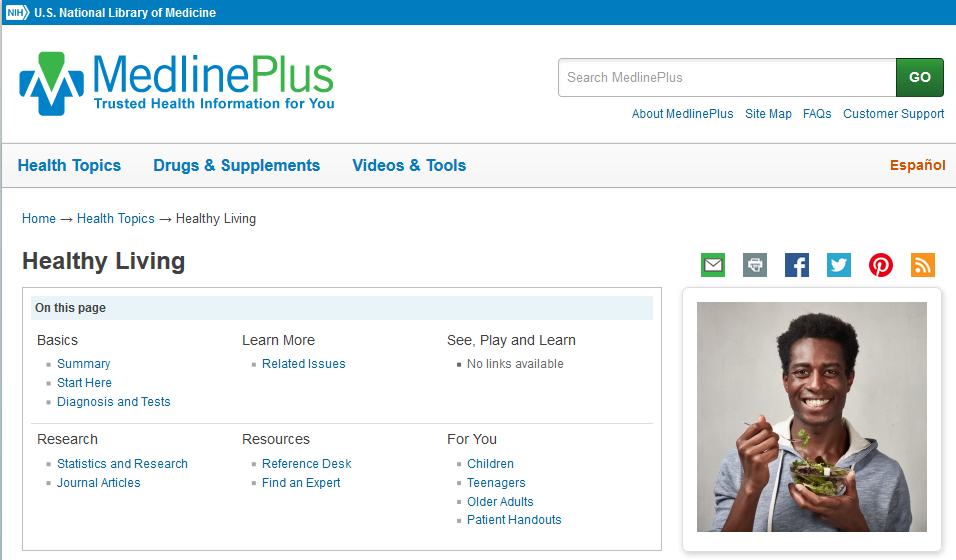 NIH U.S. National Library of Medicine
MedlinePlus
Trusted Health Information for You
Search MedlinePlus GO
About MedlinePlus Site Map FAQs Customer Support
Health Topics Drugs & Supplements Videos & Tools Español
Home → Health Topics → Healthy Living
Healthy Living
On this page
Basics
Summary
Start Here
Diagnosis and Tests
Learn More
Related Issues
See, Play and Learn
No links available
Research
Statistics and Research
Journal Articles
Resources
Reference Desk
Find an Expert
For You
Children
Teenagers
Older Adults
Patient Handouts